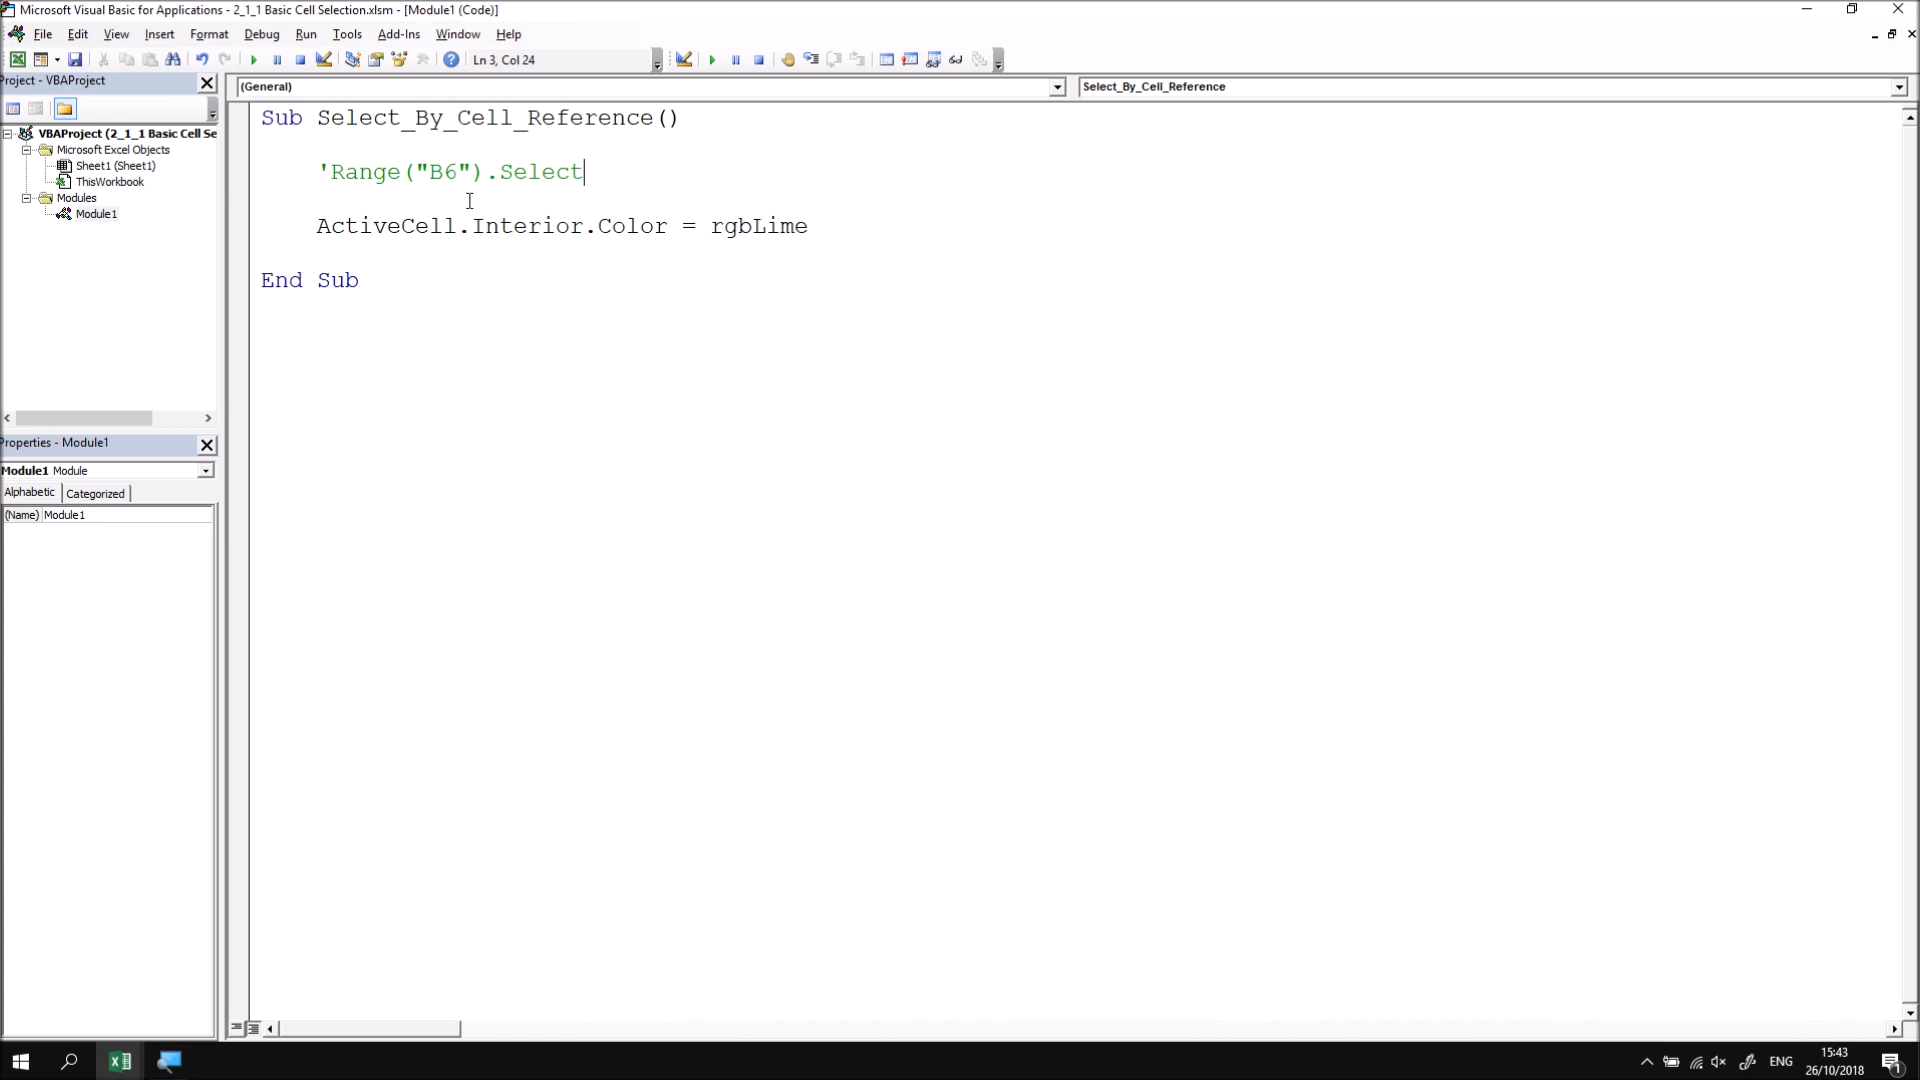 Microsoft Visual Basic for Applications - 2_1_1 Basic Cell Selection.xlsm - [Module1 (Code)]
File Edit View Insert Format Debug Run Tools Add-Ins Window Help
Ln 3, Col 24
Project - VBAProject
(General)
Select_By_Cell_Reference
VBAProject (2_1_1 Basic Cell Se
Microsoft Excel Objects
Sheet1 (Sheet1)
ThisWorkbook
Modules
Module1
Properties - Module1
Module1 Module
Alphabetic Categorized
(Name) Module1
Sub Select_By_Cell_Reference()
'Range("B6").Select
ActiveCell.Interior.Color = rgbLime
End Sub
ENG
15:43
26/10/2018
1